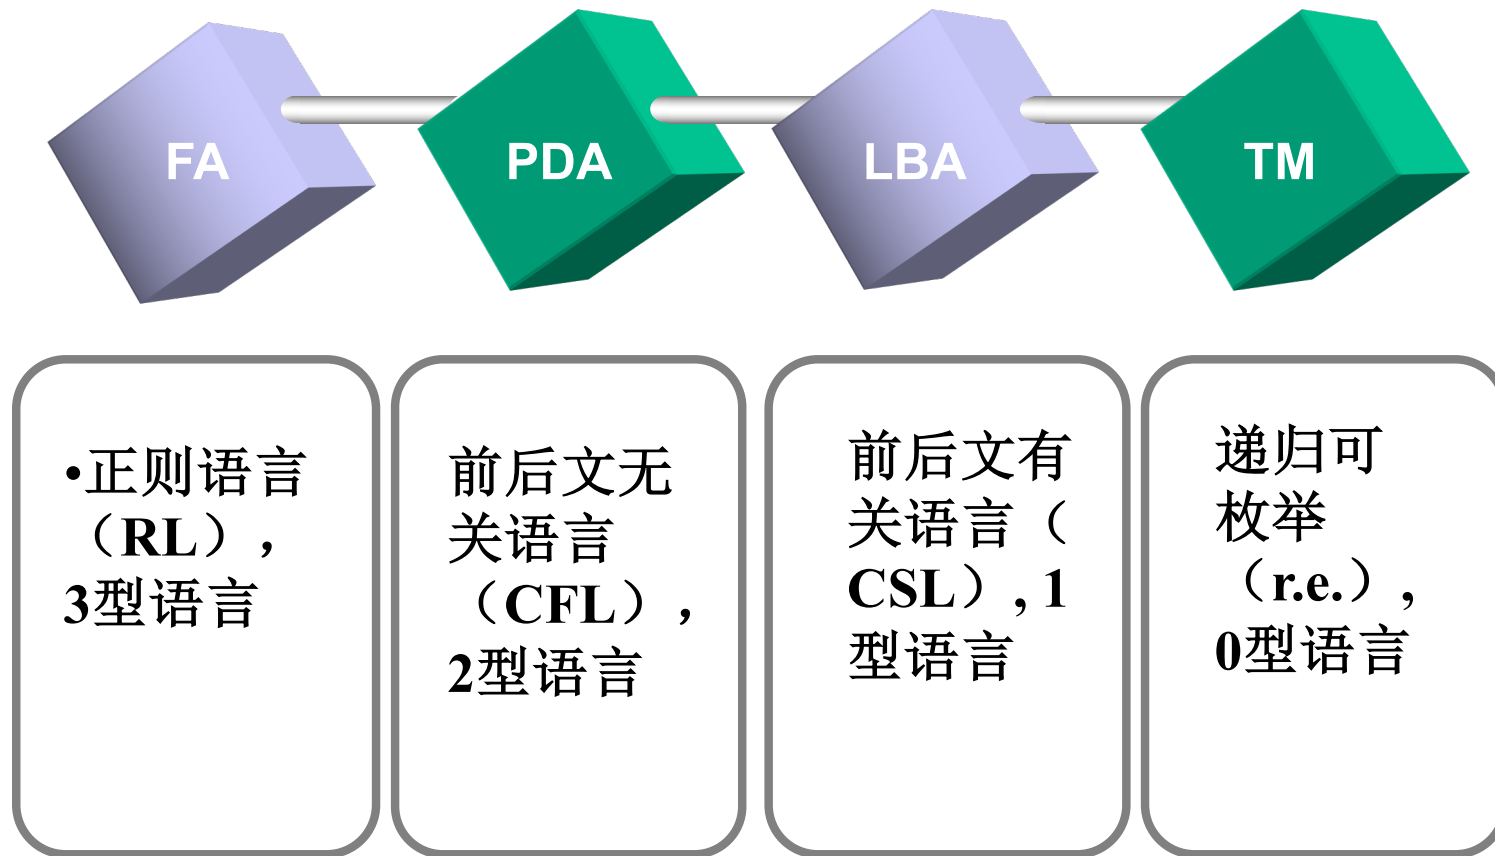 FA
PDA
LBA
TM
•正则语言
（RL），
3型语言
前后文无
关语言
（CFL），
2型语言
前后文有
关语言（
CSL）, 1
型语言
递归可
枚举
（r.e.）,
0型语言